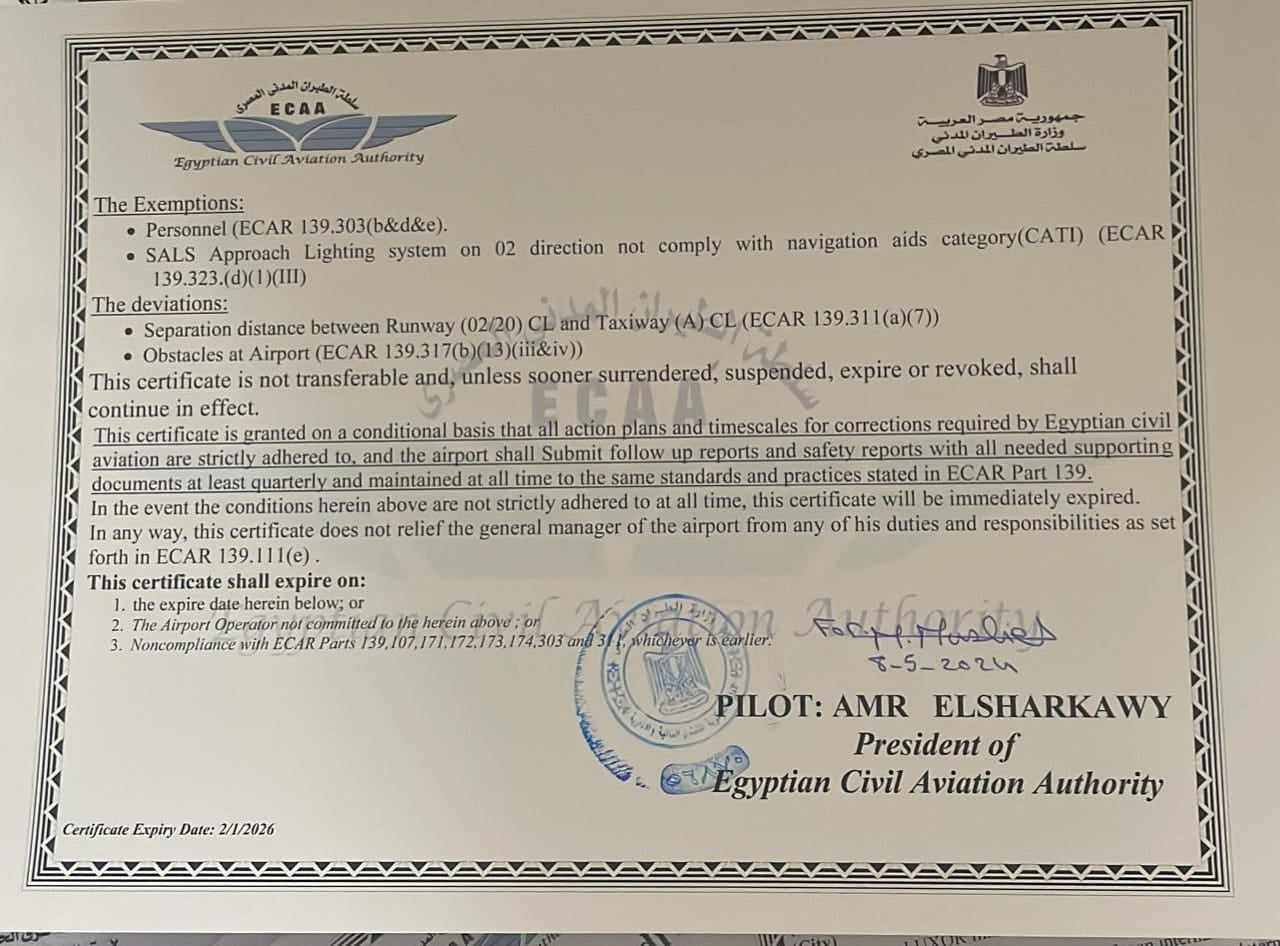 سلطة الطيران المدني المصري
ECAA
Egyptian Civil Aviation Authority
جمهورية مصر العربية
وزارة الطيران المدني
سلطة الطيران المدني المصري
The Exemptions:
• Personnel (ECAR 139.303(b&d&e).
• SALS Approach Lighting system on 02 direction not comply with navigation aids category(CATI) (ECAR
139.323.(d)(1)(III)
The deviations:
• Separation distance between Runway (02/20) CL and Taxiway (A) CL (ECAR 139.311(a)(7))
• Obstacles at Airport (ECAR 139.317(b)(13)(iii&iv))
This certificate is not transferable and, unless sooner surrendered, suspended, expire or revoked, shall
continue in effect.
This certificate is granted on a conditional basis that all action plans and timescales for corrections required by Egyptian civil
aviation are strictly adhered to, and the airport shall Submit follow up reports and safety reports with all needed supporting
documents at least quarterly and maintained at all time to the same standards and practices stated in ECAR Part 139.
In the event the conditions herein above are not strictly adhered to at all time, this certificate will be immediately expired.
In any way, this certificate does not relief the general manager of the airport from any of his duties and responsibilities as set
forth in ECAR 139.111(e) .
This certificate shall expire on:
1. the expire date herein below; or
2. The Airport Operator not committed to the herein above ; or
3. Noncompliance with ECAR Parts 139,107,171,172,173,174,303 and 311, whichever is earlier.
سلطة الطيران المدني المصري
ECAA
Egyptian Civil Aviation Authority
8-5-2024
PILOT: AMR ELSHARKAWY
President of
Egyptian Civil Aviation Authority
Certificate Expiry Date: 2/1/2026